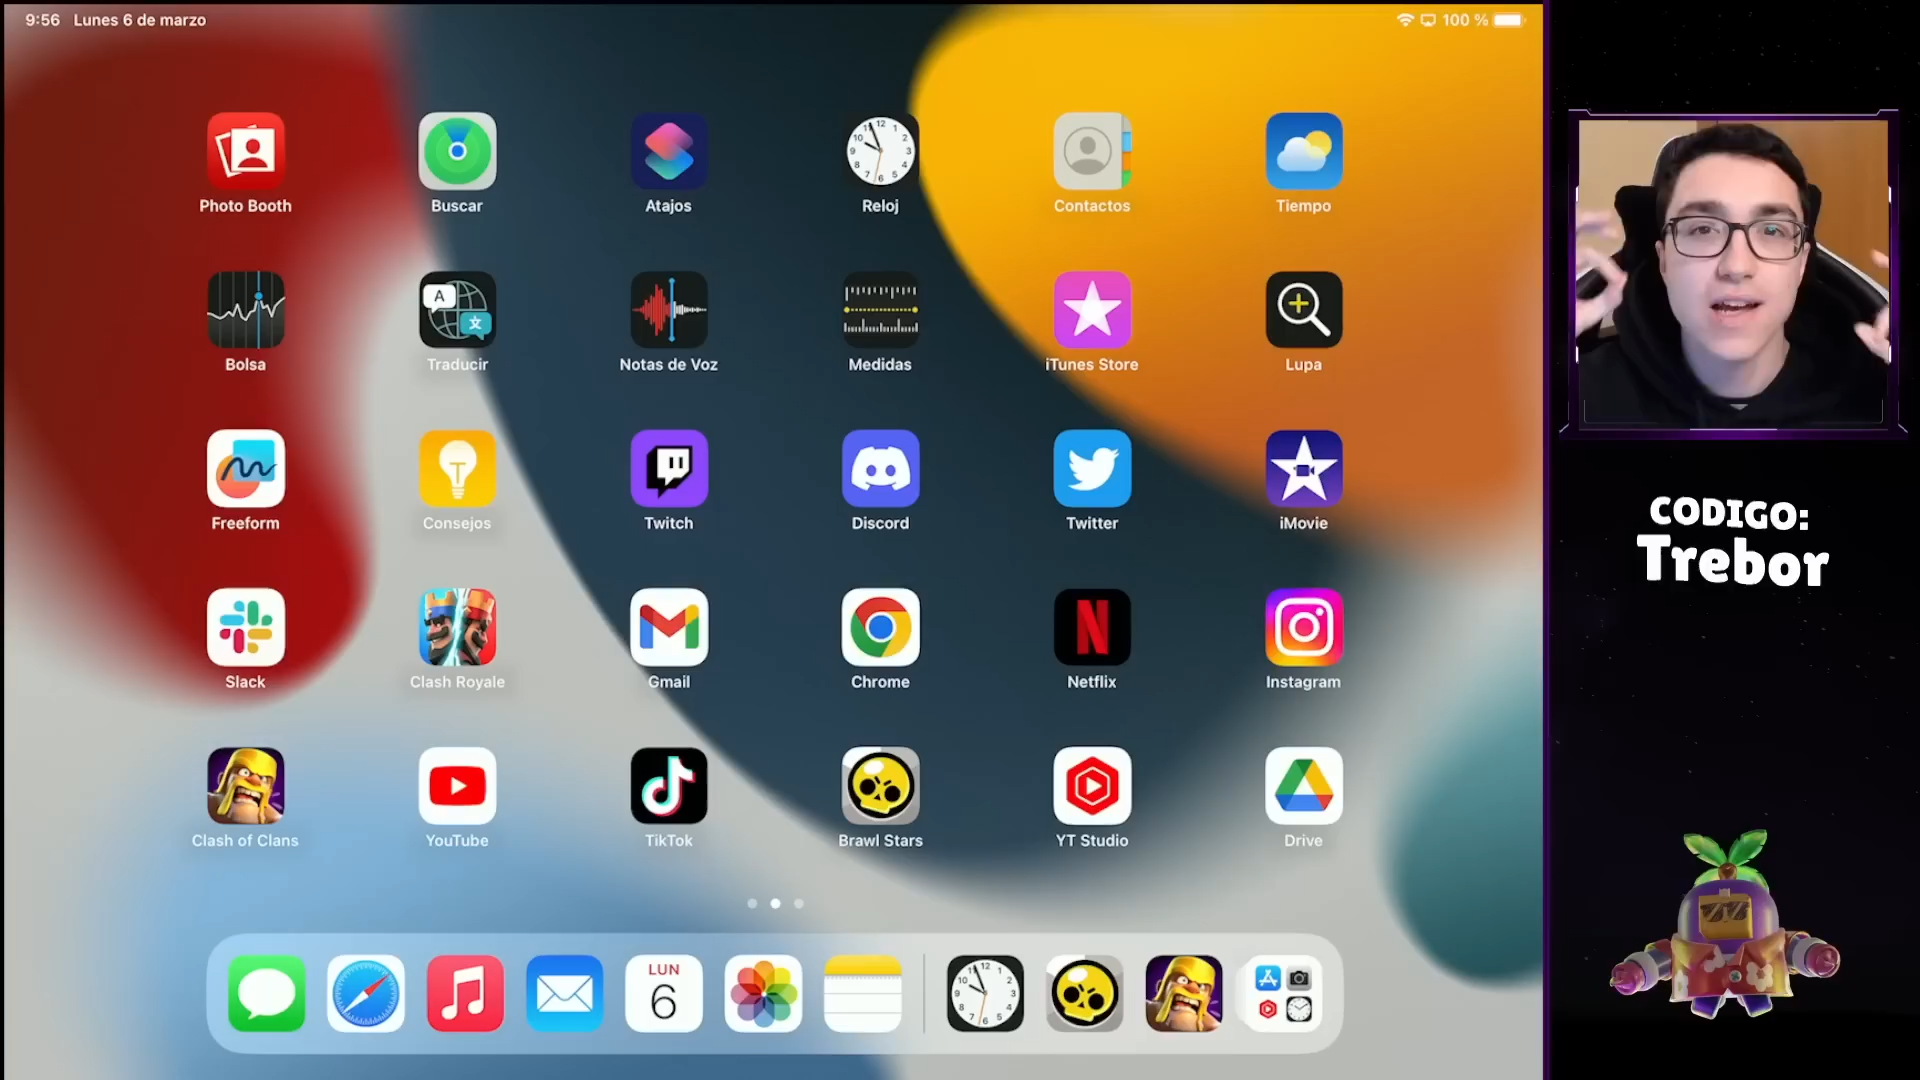 9:56 Lunes 6 de marzo
100 %
Photo Booth
Buscar
Atajos
Reloj
Contactos
Tiempo
Bolsa
Traducir
Notas de Voz
Medidas
iTunes Store
Lupa
Freeform
Consejos
Twitch
Discord
Twitter
iMovie
Slack
Clash Royale
Gmail
Chrome
Netflix
Instagram
Clash of Clans
YouTube
TikTok
Brawl Stars
YT Studio
Drive
LUN
6
CODIGO:
Trebor